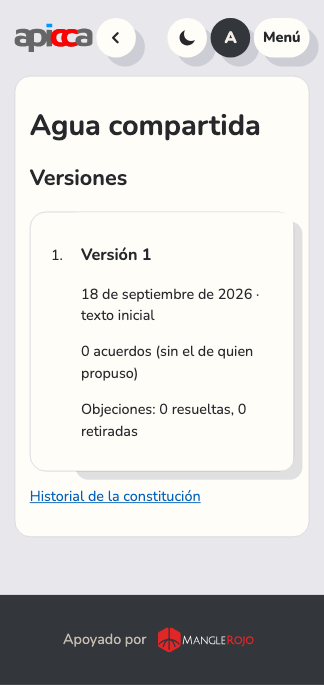 apicca
A
Menú
Agua compartida
Versiones
1. Versión 1
18 de septiembre de 2026 ·
texto inicial
0 acuerdos (sin el de quien
propuso)
Objeciones: 0 resueltas, 0
retiradas
Historial de la constitución
Apoyado por MANGLEROJO